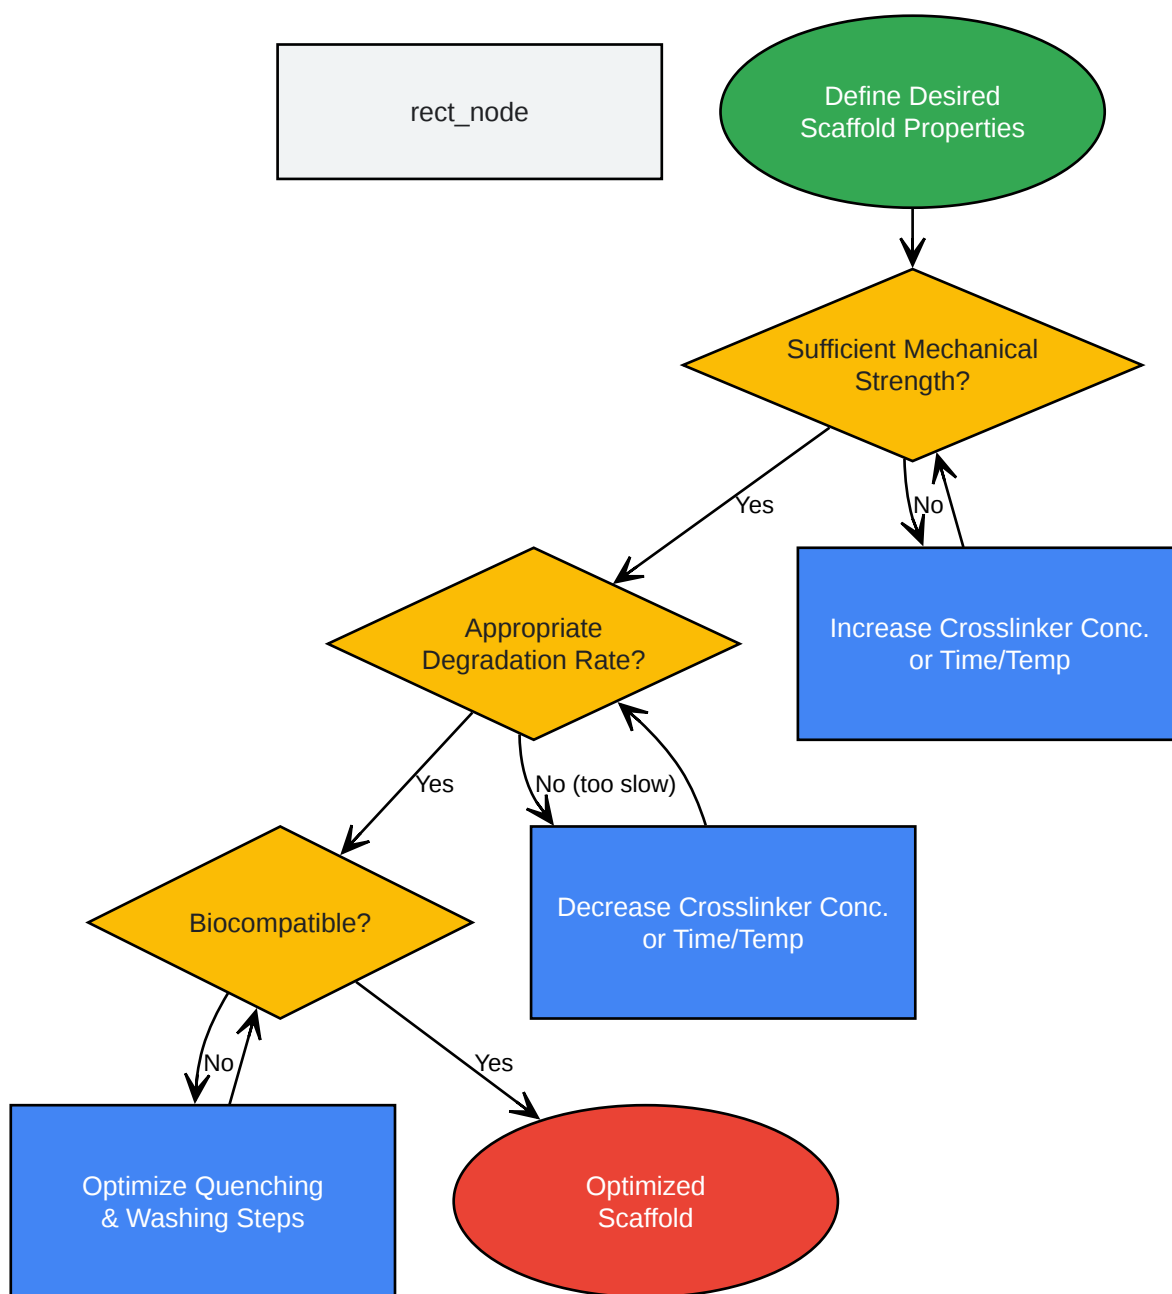 rect_node
Define Desired
Scaffold Properties
Sufficient Mechanical
Strength?
Yes
No
Appropriate
Degradation Rate?
Increase Crosslinker Conc.
or Time/Temp
Yes
No (too slow)
Biocompatible?
Decrease Crosslinker Conc.
or Time/Temp
No
Yes
Optimize Quenching
& Washing Steps
Optimized
Scaffold